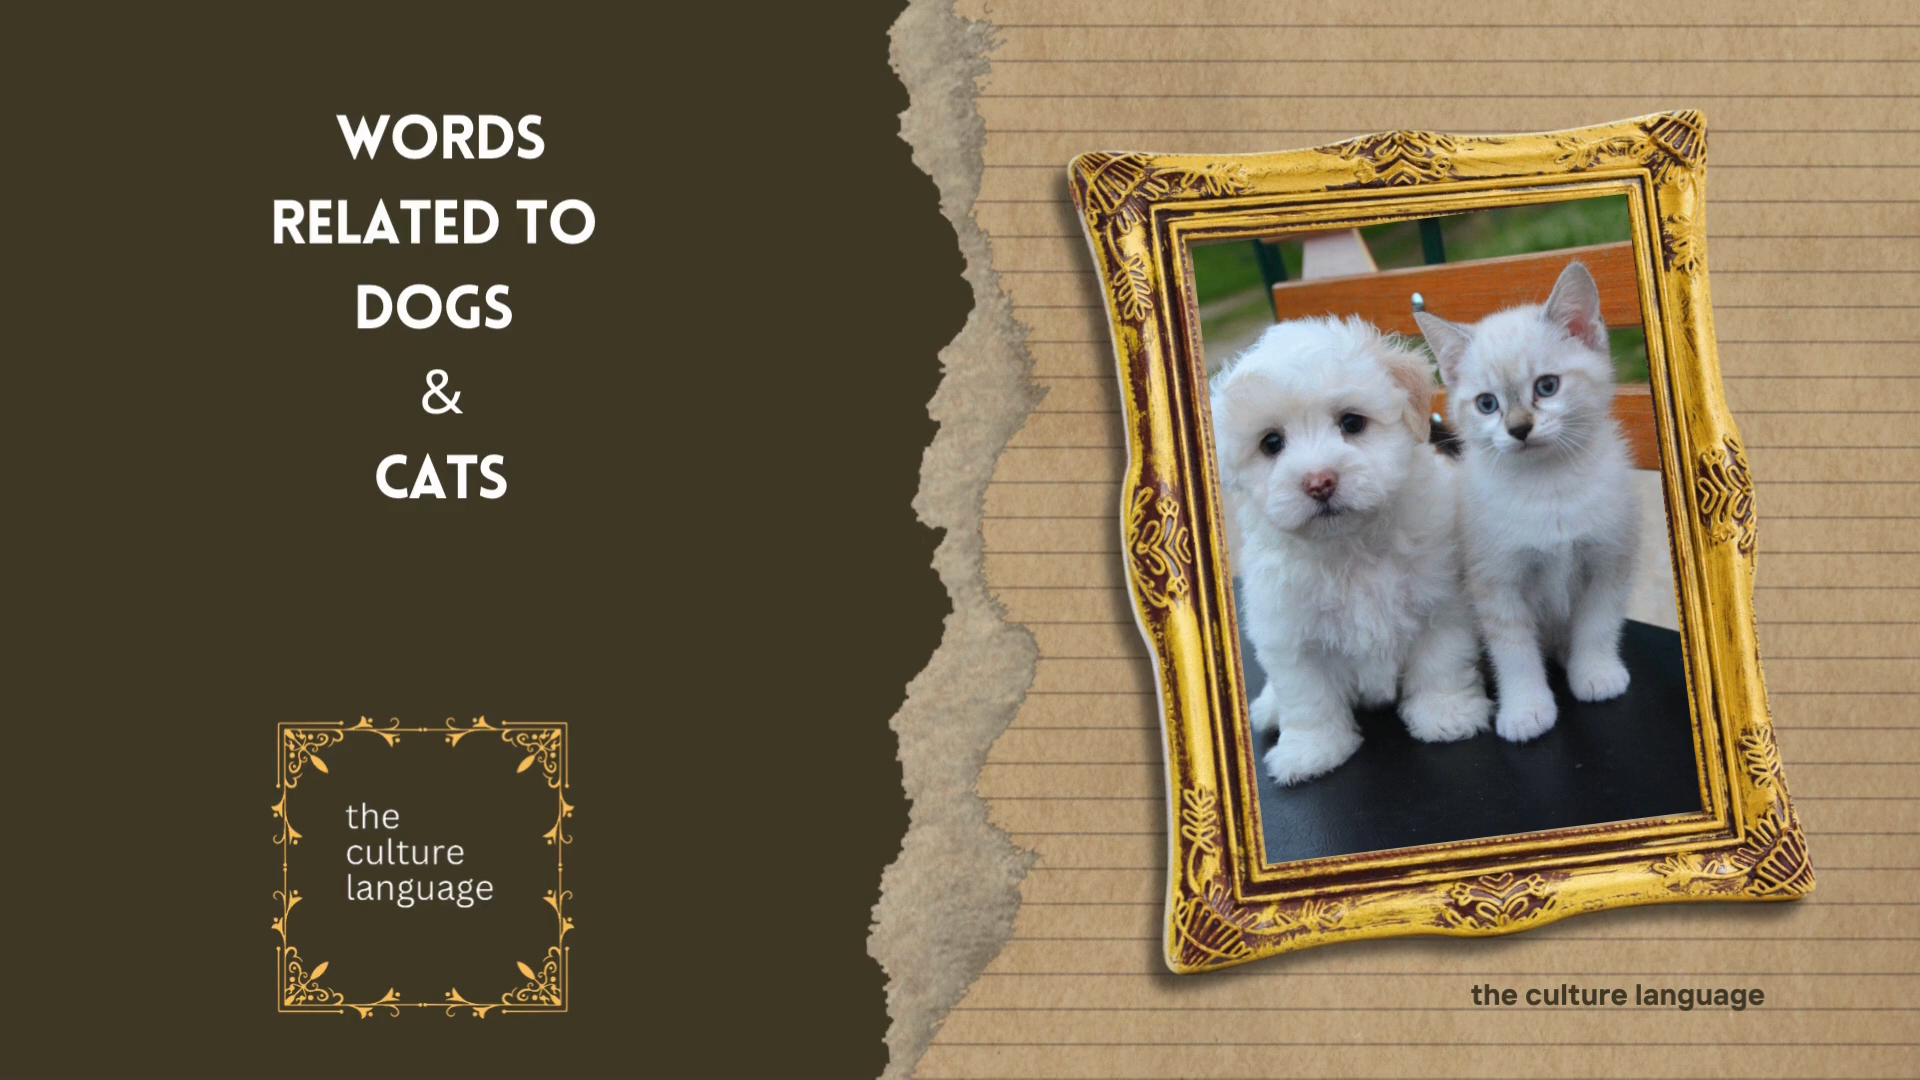 WORDS
RELATED TO
DOGS
&
CATS
the
culture
language
the culture language